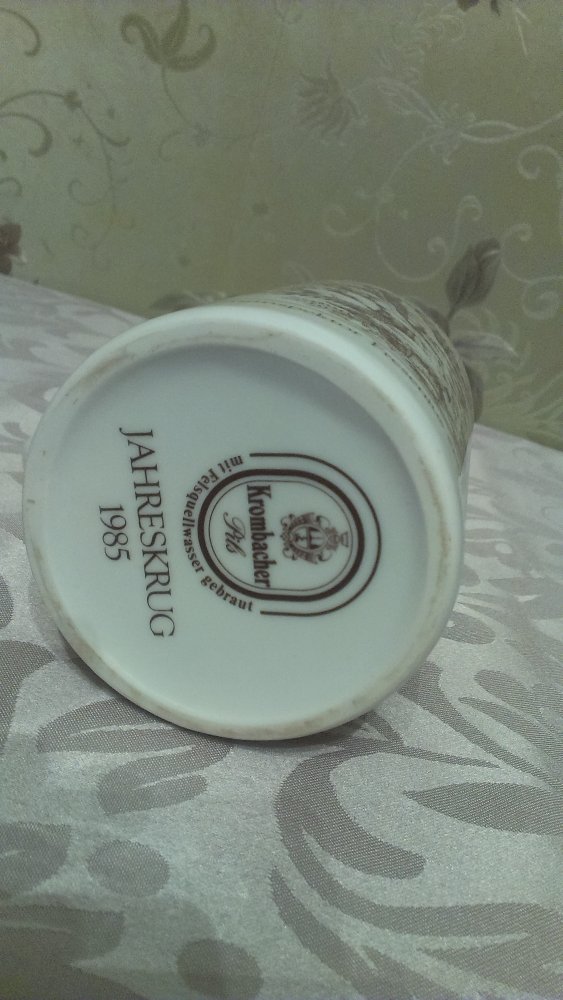 Krombacher
Pils
mit Felsquellwasser gebraut
JAHRESKRUG
1985